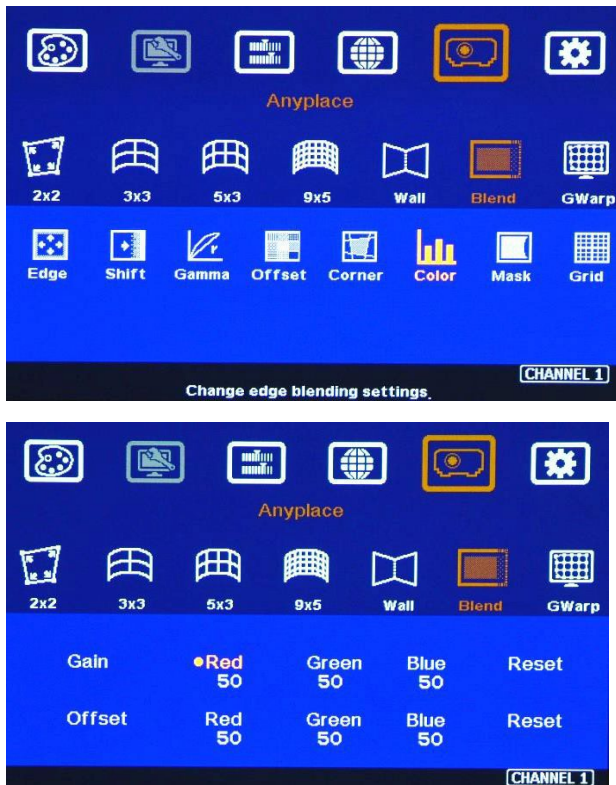 Anyplace
2x2 3x3 5x3 9x5 Wall Blend GWarp
Edge Shift Gamma Offset Corner Color Mask Grid
CHANNEL 1
Change edge blending settings
Anyplace
2x2 3x3 5x3 9x5 Wall Blend GWarp
Gain Red Green Blue Reset
50 50 50
Offset Red Green Blue Reset
50 50 50
CHANNEL 1